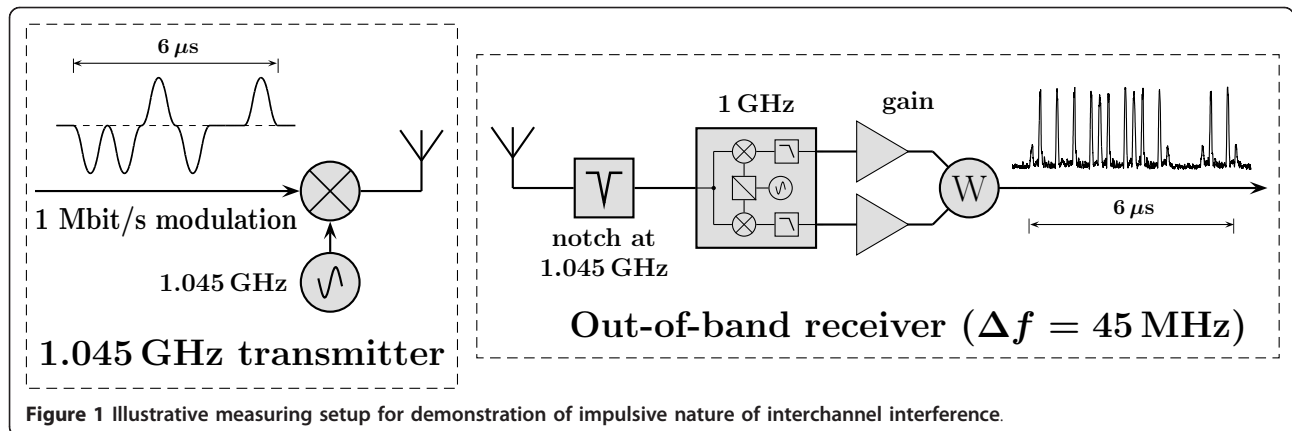 6 μs
1 Mbit/s modulation
1.045 GHz
1.045 GHz transmitter
notch at
1.045 GHz
1 GHz
gain
W
6 μs
Out-of-band receiver (Δf = 45 MHz)
Figure 1 Illustrative measuring setup for demonstration of impulsive nature of interchannel interference.